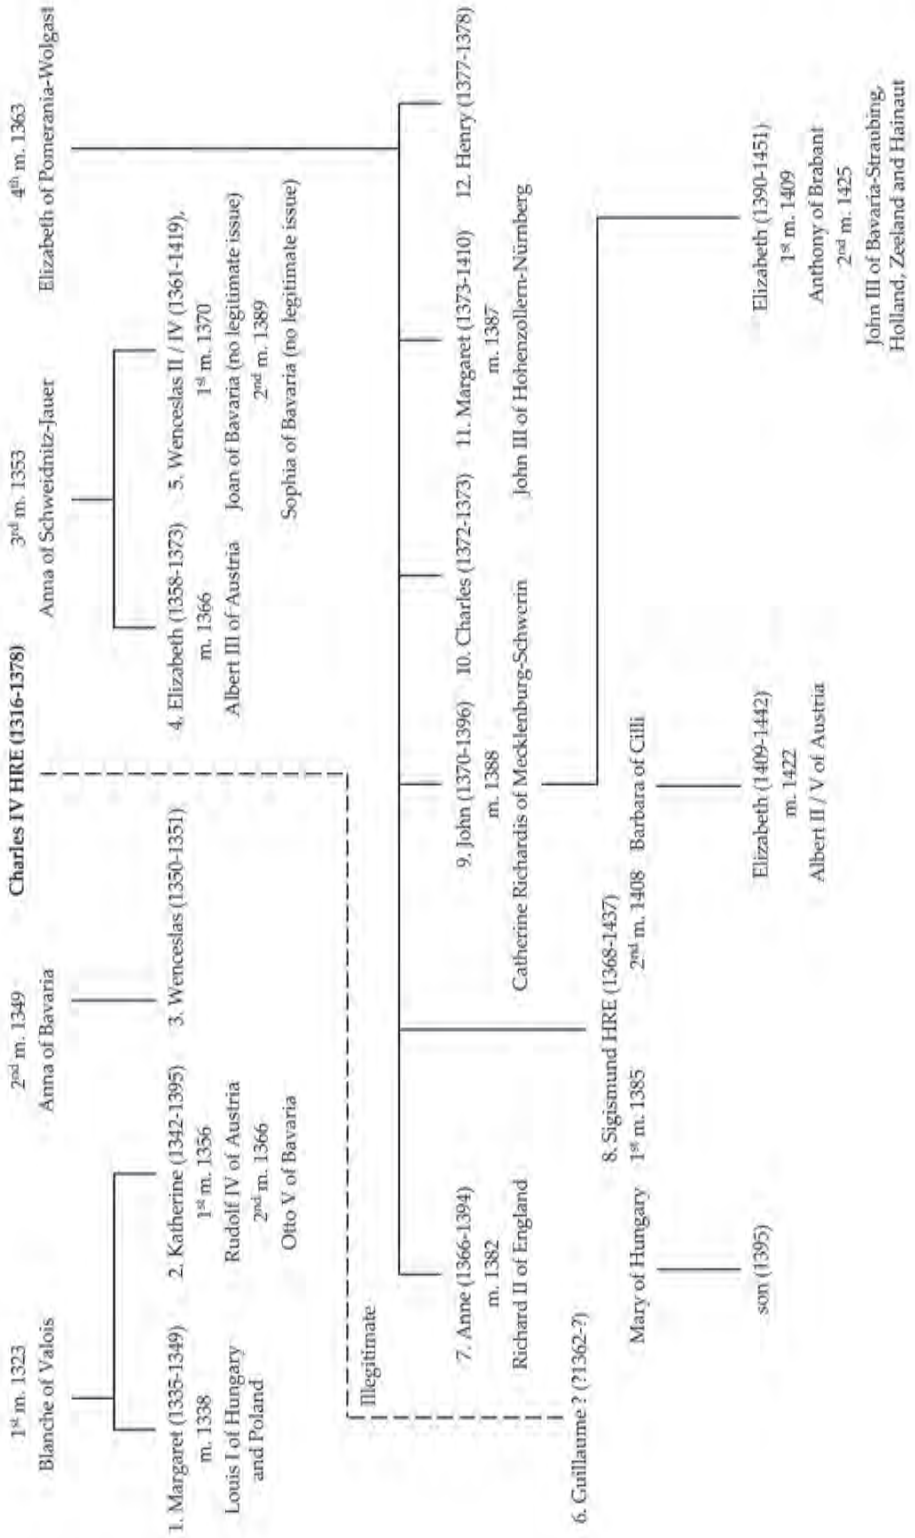 Charles IV HRE (1316-1378)
1st m. 1323
Blanche of Valois
2nd m. 1349
Anna of Bavaria
3rd m. 1353
Anna of Schweidnitz-Jauer
4th m. 1363
Elizabeth of Pomerania-Wolgast
1. Margaret (1335-1349)
m. 1338
Louis I of Hungary
and Poland
2. Katherine (1342-1395)
1st m. 1356
Rudolf IV of Austria
2nd m. 1366
Otto V of Bavaria
3. Wenceslas (1350-1351)
4. Elizabeth (1358-1373)
m. 1366
Albert III of Austria
5. Wenceslas II / IV (1361-1419),
1st m. 1370
Joan of Bavaria (no legitimate issue)
2nd m. 1389
Sophia of Bavaria (no legitimate issue)
Illegitimate
6. Guillaume ? (?1362-?)
7. Anne (1366-1394)
m. 1382
Richard II of England
8. Sigismund HRE (1368-1437)
Mary of Hungary 1st m. 1385
2nd m. 1408 Barbara of Cilli
9. John (1370-1396)
m. 1388
Catherine Richardis of Mecklenburg-Schwerin
10. Charles (1372-1373)
11. Margaret (1373-1410)
m. 1387
John III of Hohenzollern-Nürnberg
12. Henry (1377-1378)
son (1395)
Elizabeth (1409-1442)
m. 1422
Albert II / V of Austria
Elizabeth (1390-1451)
1st m. 1409
Anthony of Brabant
2nd m. 1425
John III of Bavaria-Straubing,
Holland, Zeeland and Hainaut